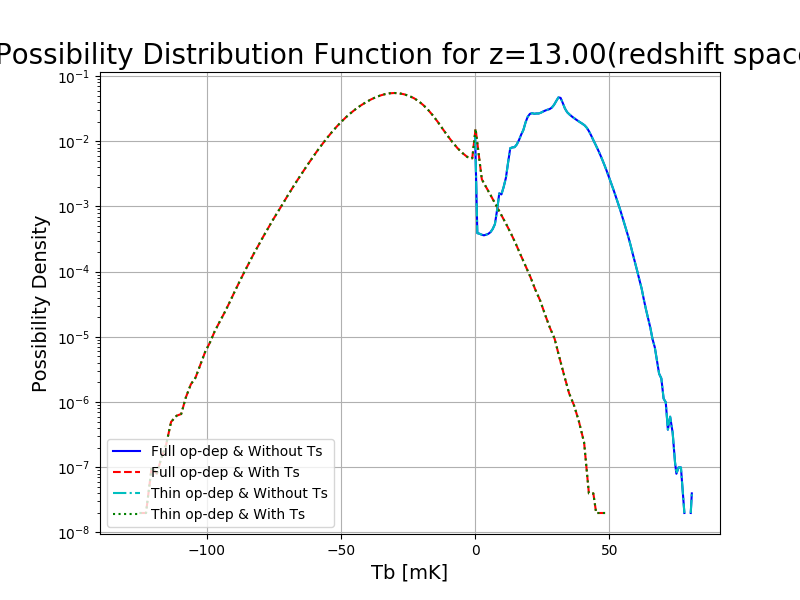 Possibility Distribution Function for z=13.00(redshift spac
Possibility Density
10⁻¹
10⁻²
10⁻³
10⁻⁴
10⁻⁵
10⁻⁶
10⁻⁷
10⁻⁸
Full op-dep & Without Ts
Full op-dep & With Ts
Thin op-dep & Without Ts
Thin op-dep & With Ts
−100
−50
0
50
Tb [mK]